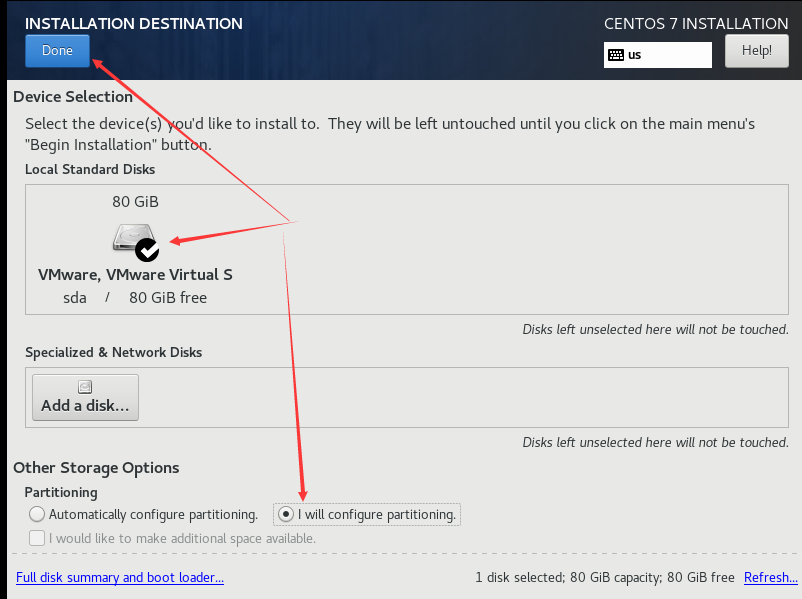 INSTALLATION DESTINATION
CENTOS 7 INSTALLATION
Done
us
Help!
Device Selection
Select the device(s) you'd like to install to.  They will be left untouched until you click on the main menu's
"Begin Installation" button.
Local Standard Disks
80 GiB
VMware, VMware Virtual S
sda / 80 GiB free
Disks left unselected here will not be touched.
Specialized & Network Disks
Add a disk...
Disks left unselected here will not be touched.
Other Storage Options
Partitioning
Automatically configure partitioning. I will configure partitioning.
I would like to make additional space available.
Full disk summary and boot loader... 1 disk selected; 80 GiB capacity; 80 GiB free Refresh...